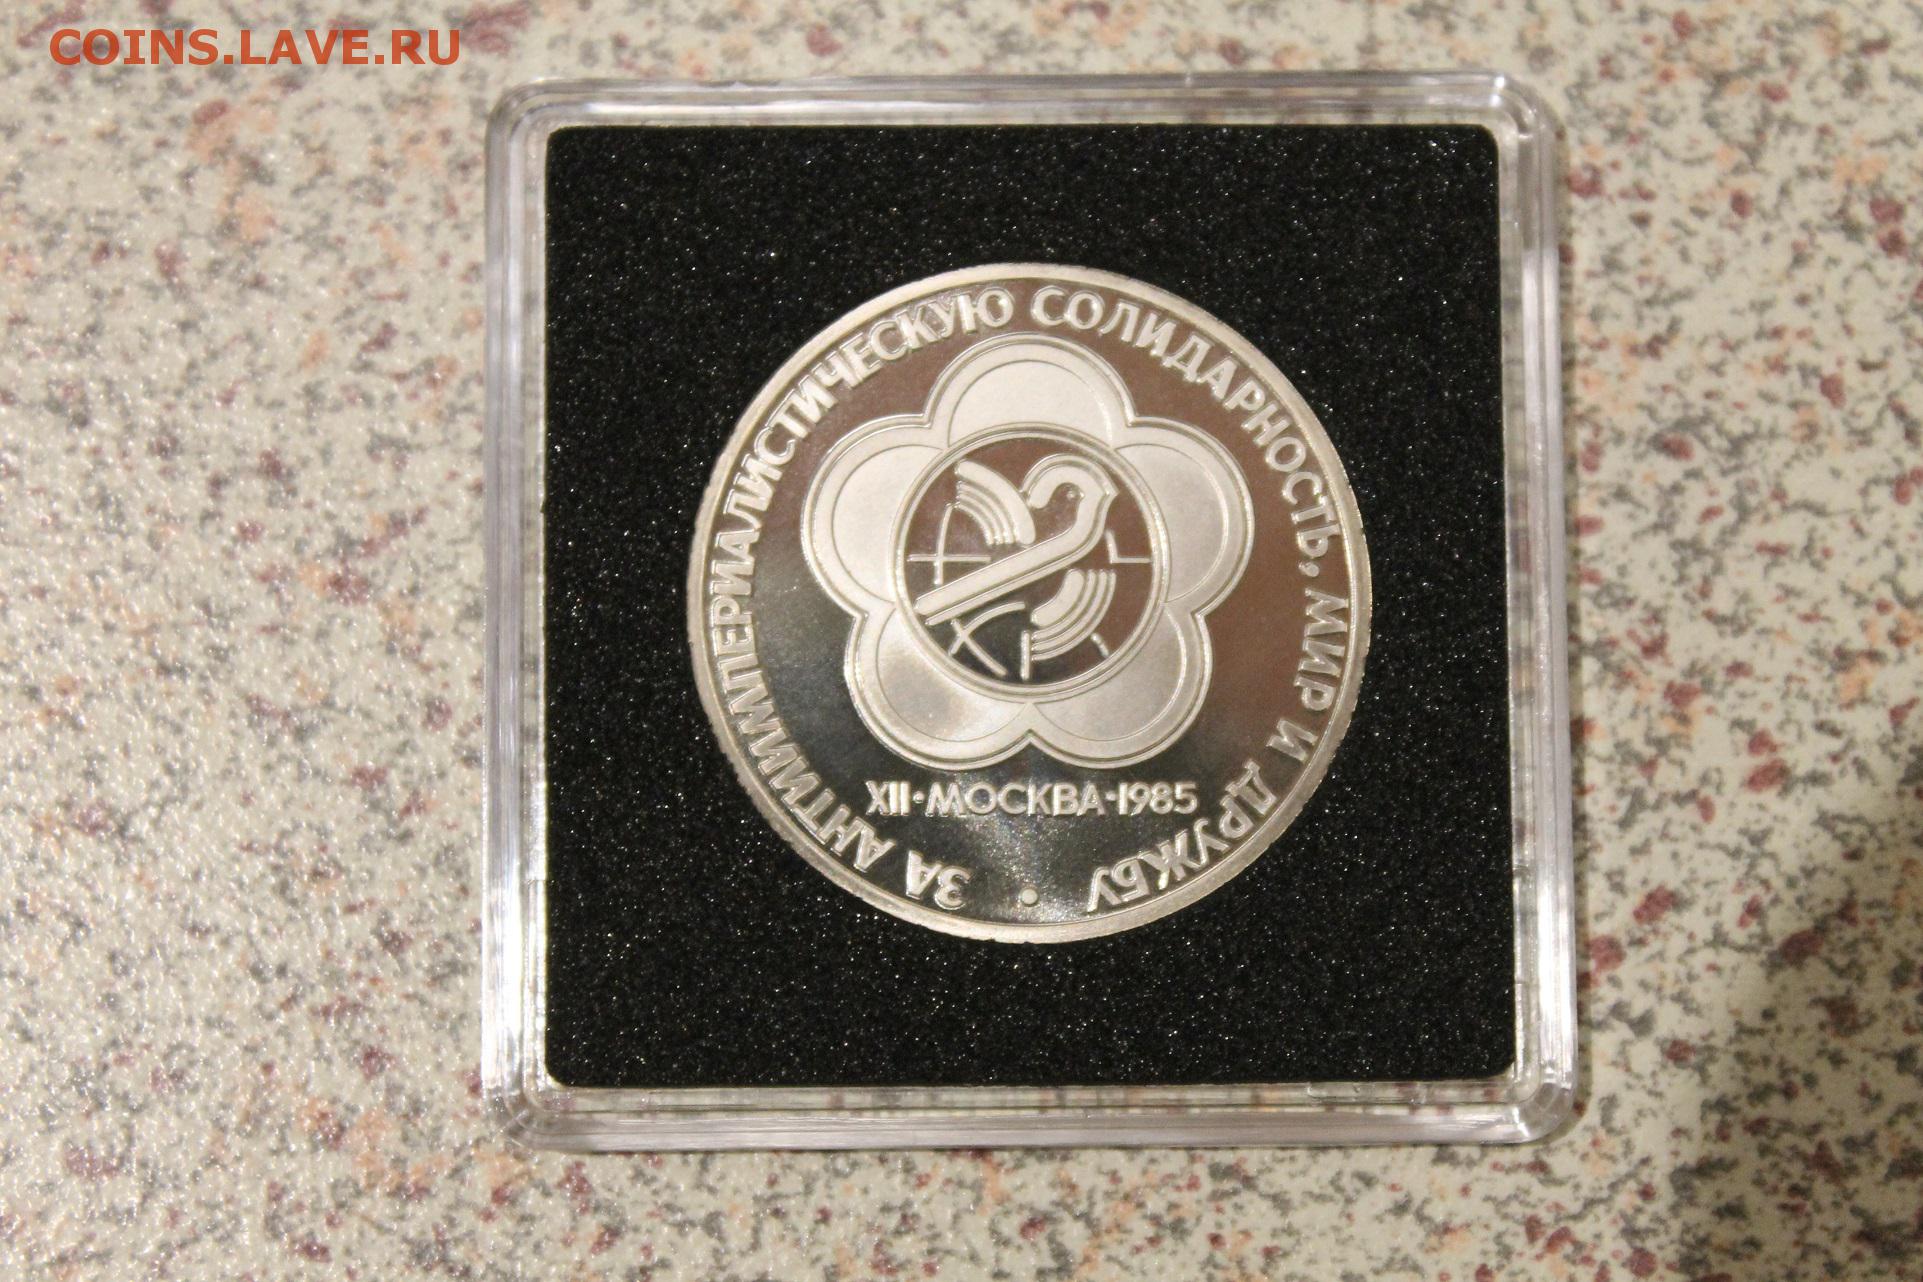 COINS.LAVE.RU
ЗА АНТИИМПЕРИАЛИСТИЧЕСКУЮ СОЛИДАРНОСТЬ, МИР И ДРУЖБУ •
XII•МОСКВА•1985